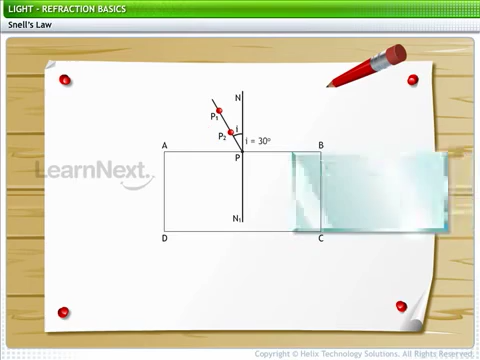 LIGHT - REFRACTION BASICS
Snell's Law
N
P₁
i
P₂
i = 30°
A
P
B
LearnNext.
N₁
D
C
Copyright © Helix Technology Solutions. All Rights Reserved.